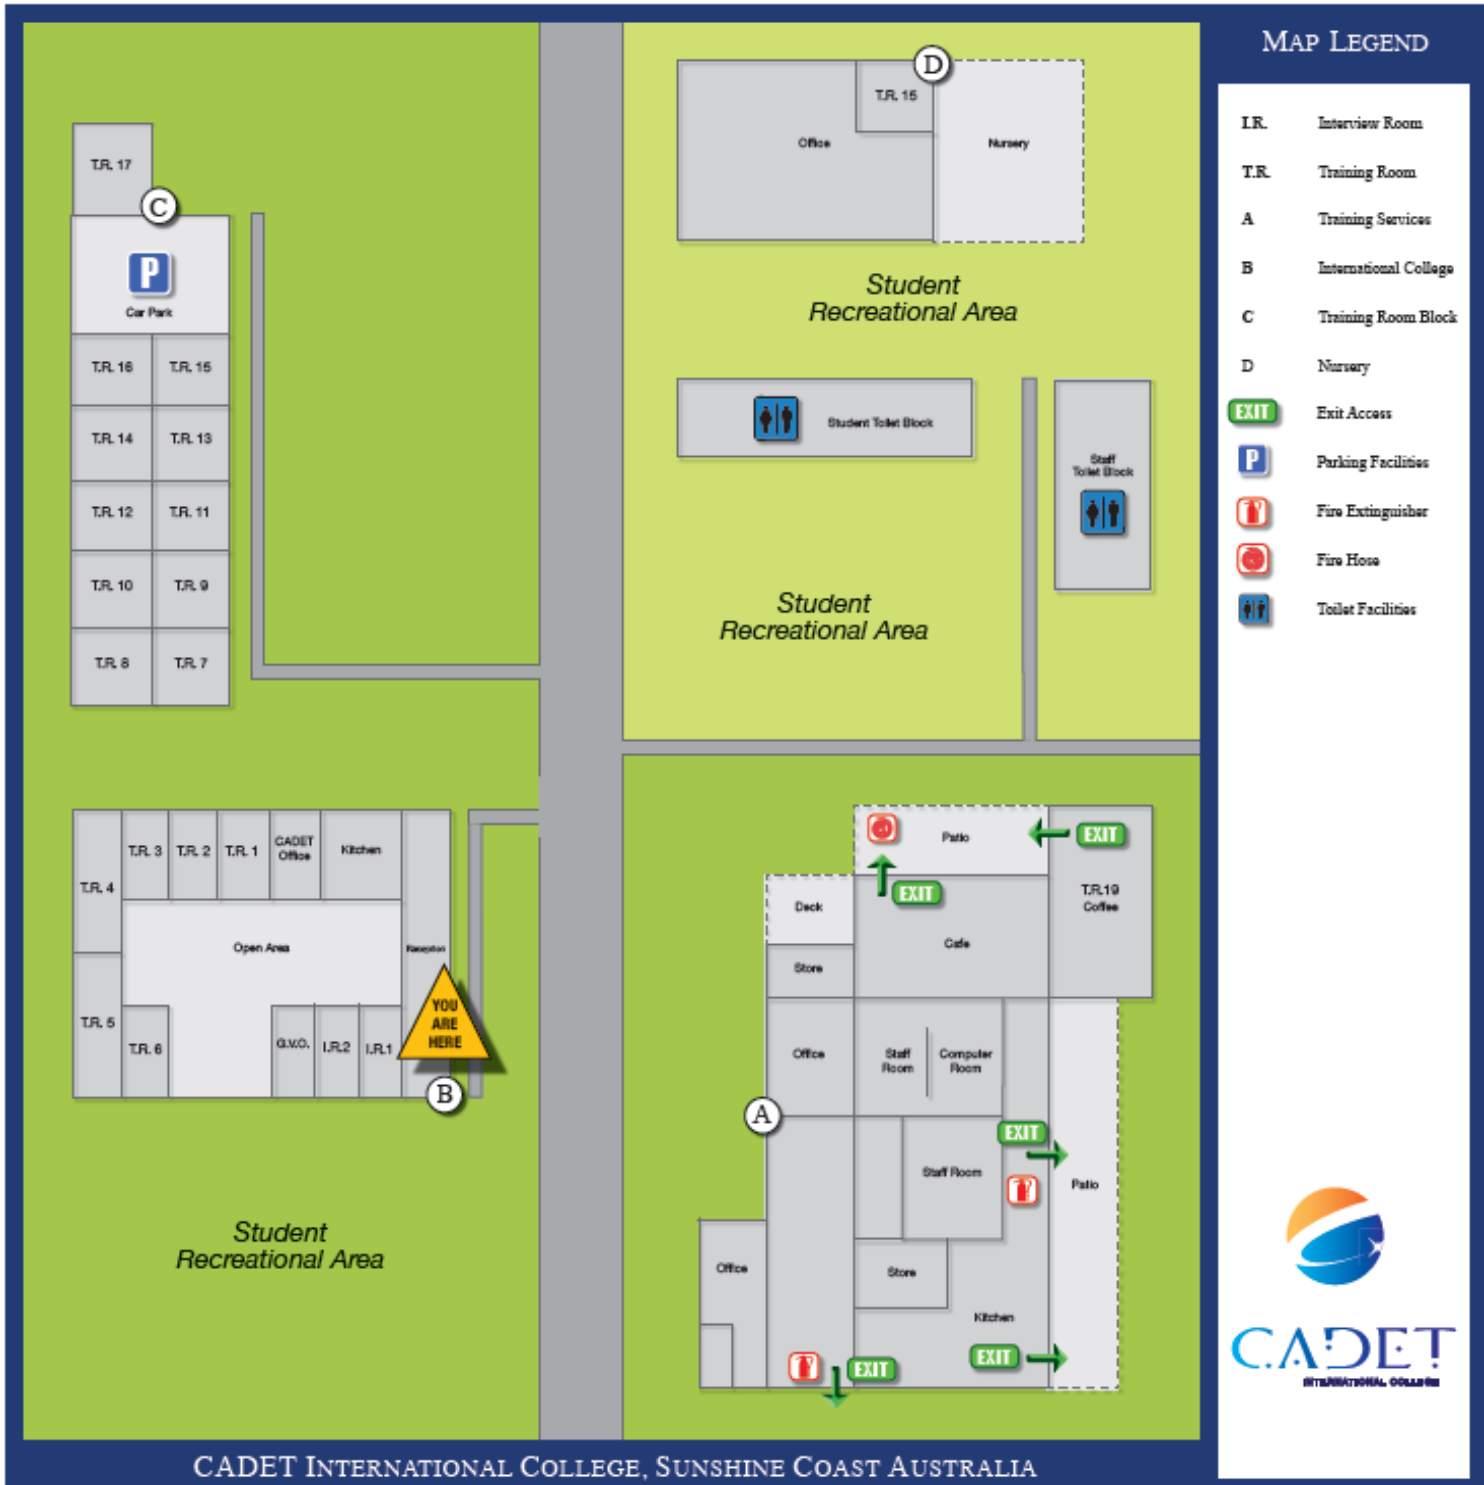 MAP LEGEND
I.R. Interview Room
T.R. Training Room
A Training Services
B International College
C Training Room Block
D Nursery
EXIT Exit Access
P Parking Facilities
Fire Extinguisher
Fire Hose
Toilet Facilities
T.R. 17
C
P
Car Park
T.R. 16 T.R. 15
T.R. 14 T.R. 13
T.R. 12 T.R. 11
T.R. 10 T.R. 9
T.R. 8 T.R. 7
D
T.R. 15
Office
Nursery
Student
Recreational Area
Student Toilet Block
Staff
Toilet Block
Student
Recreational Area
T.R. 3 T.R. 2 T.R. 1
CADET
Office
Kitchen
T.R. 4
Open Area
Reception
T.R. 5
T.R. 6
G.V.O. I.R.2 I.R.1
YOU
ARE
HERE
B
Student
Recreational Area
Patio
EXIT
EXIT
T.R.19
Coffee
Deck
Cafe
Store
Office
Staff
Room
Computer
Room
A
EXIT
Staff Room
Patio
Office
Store
Kitchen
EXIT
EXIT
CADET
INTERNATIONAL COLLEGE
CADET INTERNATIONAL COLLEGE, SUNSHINE COAST AUSTRALIA